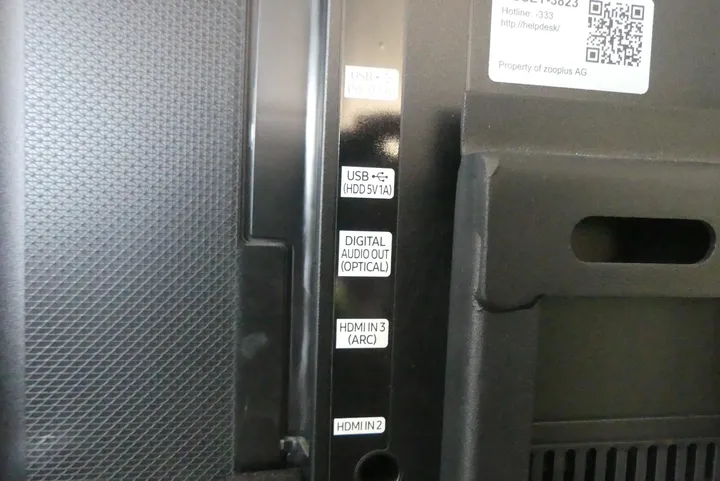 Hotline: -333
http://helpdesk/
Property of zooplus AG
USB
USB
(HDD 5V 1A)
DIGITAL
AUDIO OUT
(OPTICAL)
HDMI IN 3
(ARC)
HDMI IN 2